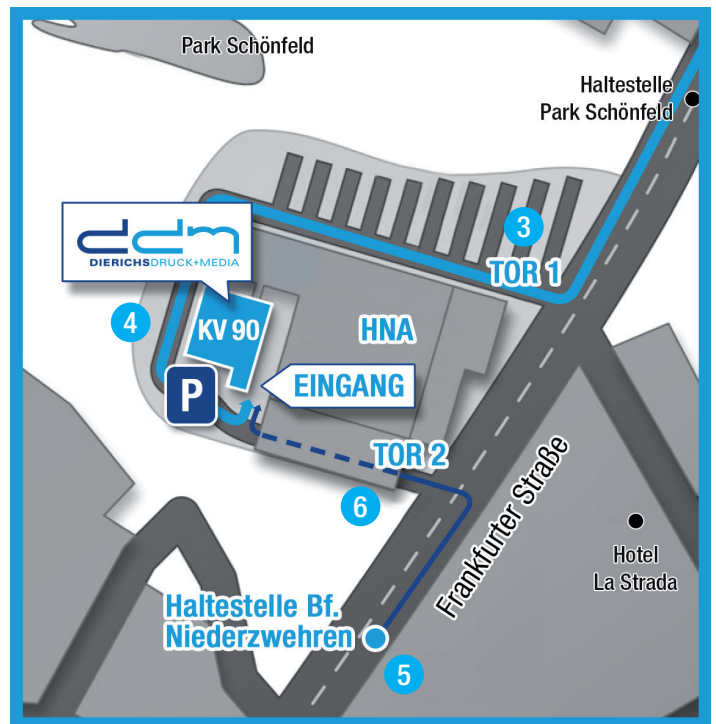 Park Schönfeld
Haltestelle
Park Schönfeld
3
TOR 1
ddm
DIERICHSDRUCK+MEDIA
4
KV 90
HNA
P
EINGANG
TOR 2
6
Frankfurter Straße
Hotel
La Strada
Haltestelle Bf.
Niederzwehren
5